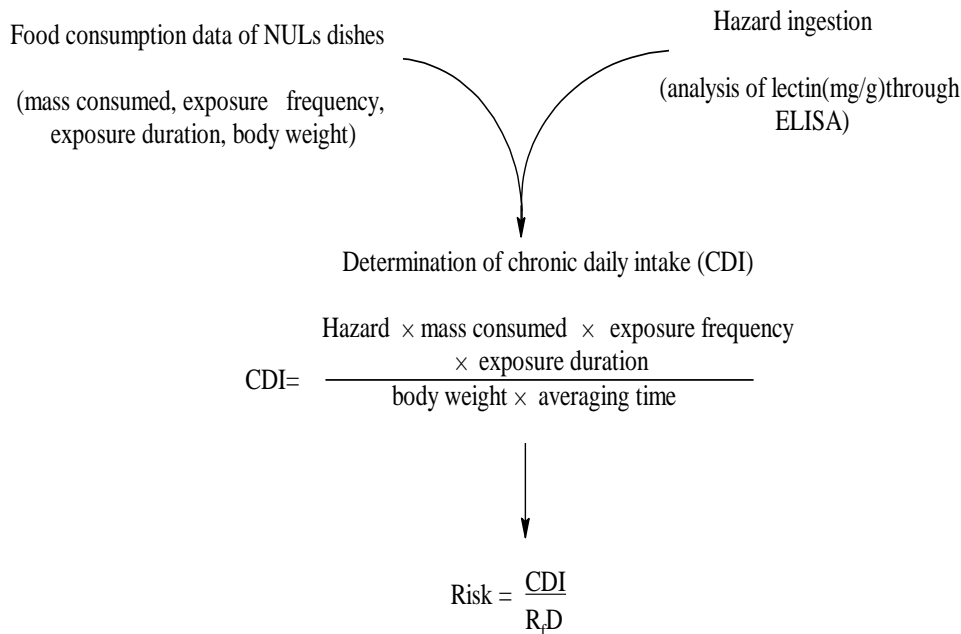 Food consumption data of NULs dishes
(mass consumed, exposure frequency,
exposure duration, body weight)
Hazard ingestion
(analysis of lectin(mg/g)through
ELISA)
Determination of chronic daily intake (CDI)
CDI=
Hazard × mass consumed × exposure frequency
× exposure duration
body weight × averaging time
Risk = CDI
RfD